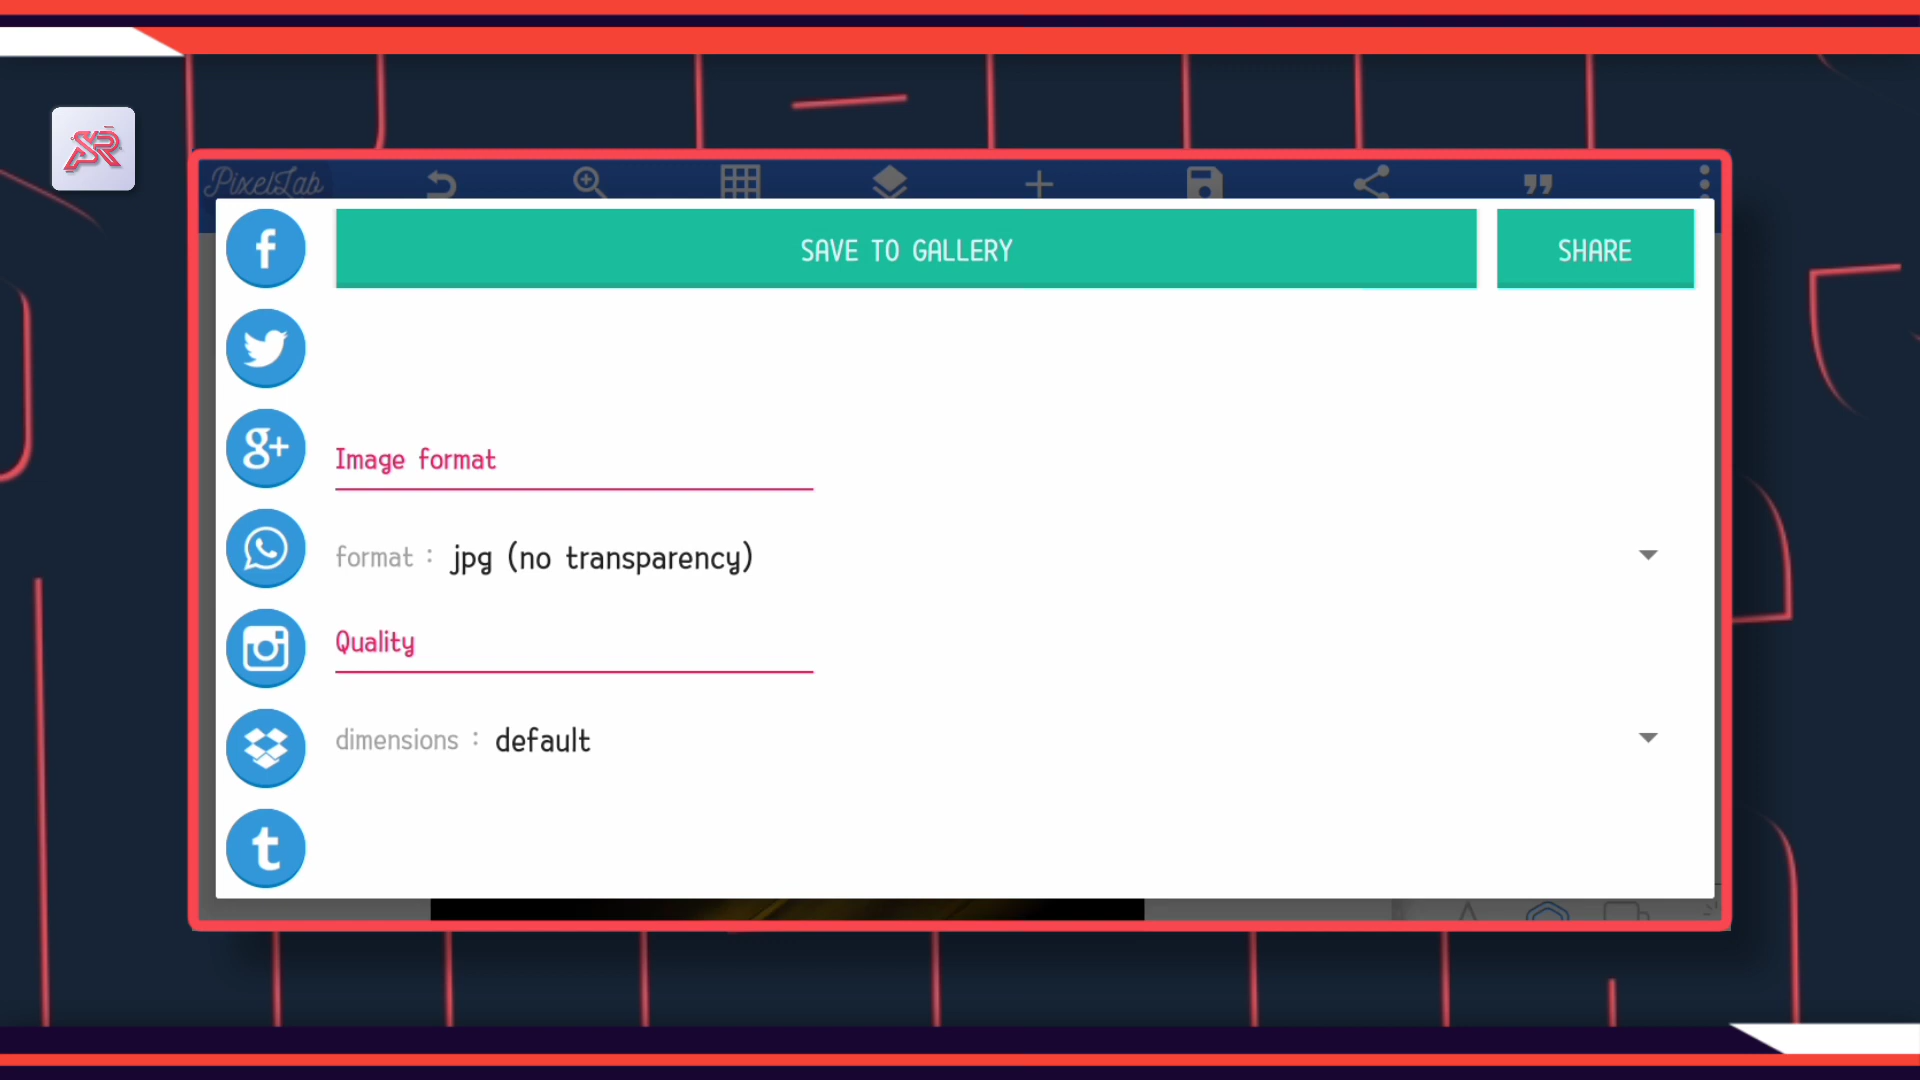 PixelLab
SAVE TO GALLERY
SHARE
Image format
format : jpg (no transparency)
Quality
dimensions : default